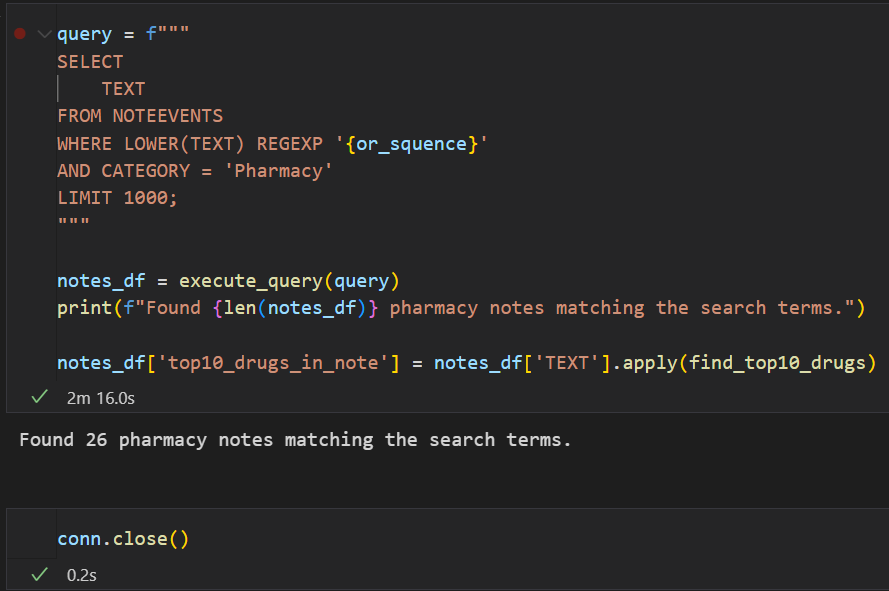 query = f"""
SELECT
    TEXT
FROM NOTEEVENTS
WHERE LOWER(TEXT) REGEXP '{or_squence}'
AND CATEGORY = 'Pharmacy'
LIMIT 1000;
"""
notes_df = execute_query(query)
print(f"Found {len(notes_df)} pharmacy notes matching the search terms.")
notes_df['top10_drugs_in_note'] = notes_df['TEXT'].apply(find_top10_drugs)
2m 16.0s
Found 26 pharmacy notes matching the search terms.
conn.close()
0.2s